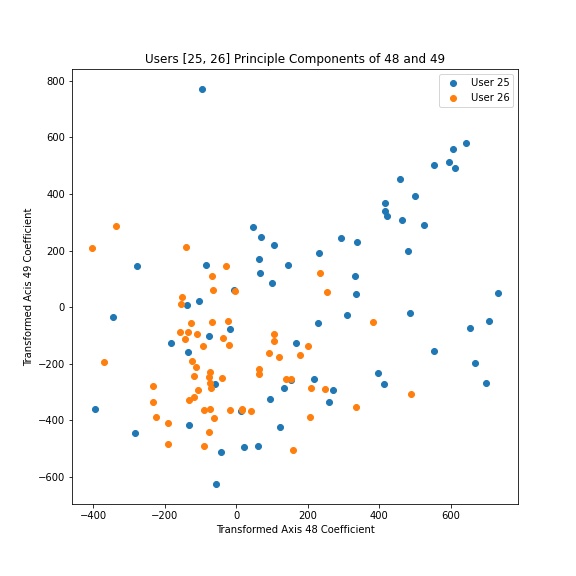 Users [25, 26] Principle Components of 48 and 49
User 25
User 26
800
600
400
200
0
−200
−400
−600
Transformed Acis 49 Coefficient
−400
−200
0
200
400
600
Transformed Axis 48 Coefficient